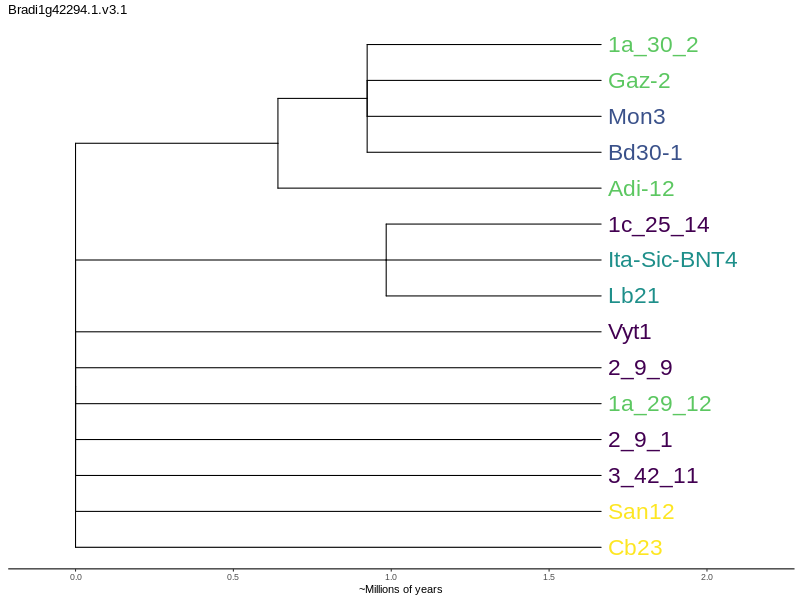 Bradi1g42294.1.v3.1
1a_30_2
Gaz-2
Mon3
Bd30-1
Adi-12
1c_25_14
Ita-Sic-BNT4
Lb21
Vyt1
2_9_9
1a_29_12
2_9_1
3_42_11
San12
Cb23
0.0 0.5 1.0 1.5 2.0
~Millions of years